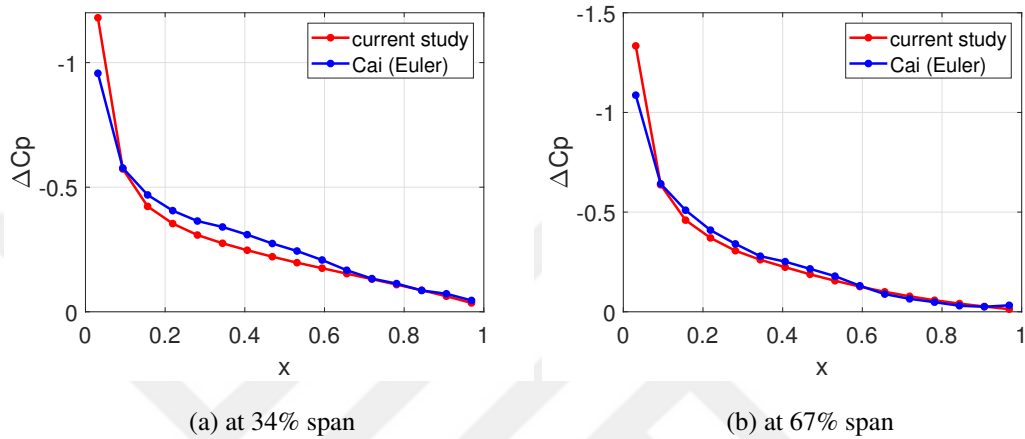 current study
Cai (Euler)
-1
-0.5
0
ΔCp
0 0.2 0.4 0.6 0.8 1
x
(a) at 34% span
current study
Cai (Euler)
-1.5
-1
-0.5
0
ΔCp
0 0.2 0.4 0.6 0.8 1
x
(b) at 67% span